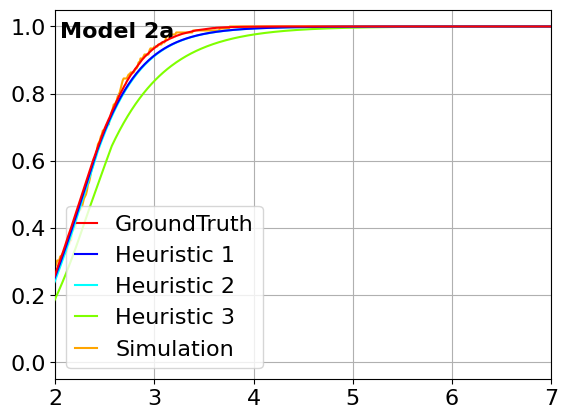 Model 2a
1.0
0.8
0.6
0.4
0.2
0.0
GroundTruth
Heuristic 1
Heuristic 2
Heuristic 3
Simulation
2 3 4 5 6 7